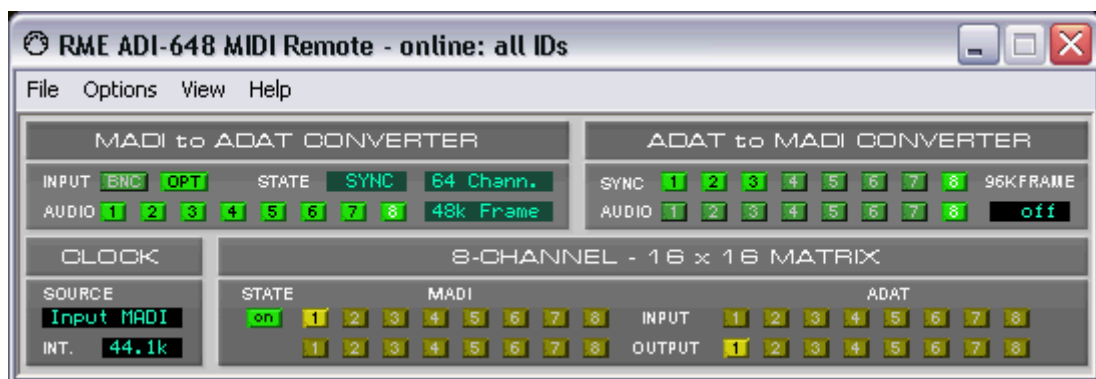 RME ADI-648 MIDI Remote - online: all IDs
File Options View Help
MADI to ADAT CONVERTER
INPUT BNC OPT STATE SYNC 64 Chann.
AUDIO 1 2 3 4 5 6 7 8 48k Frame
ADAT to MADI CONVERTER
SYNC 1 2 3 4 5 6 7 8 96KFRAME
AUDIO 1 2 3 4 5 6 7 8 off
CLOCK
SOURCE
Input MADI
INT. 44.1k
8-CHANNEL - 16 x 16 MATRIX
STATE MADI ADAT
on 1 2 3 4 5 6 7 8 INPUT 1 2 3 4 5 6 7 8
1 2 3 4 5 6 7 8 OUTPUT 1 2 3 4 5 6 7 8